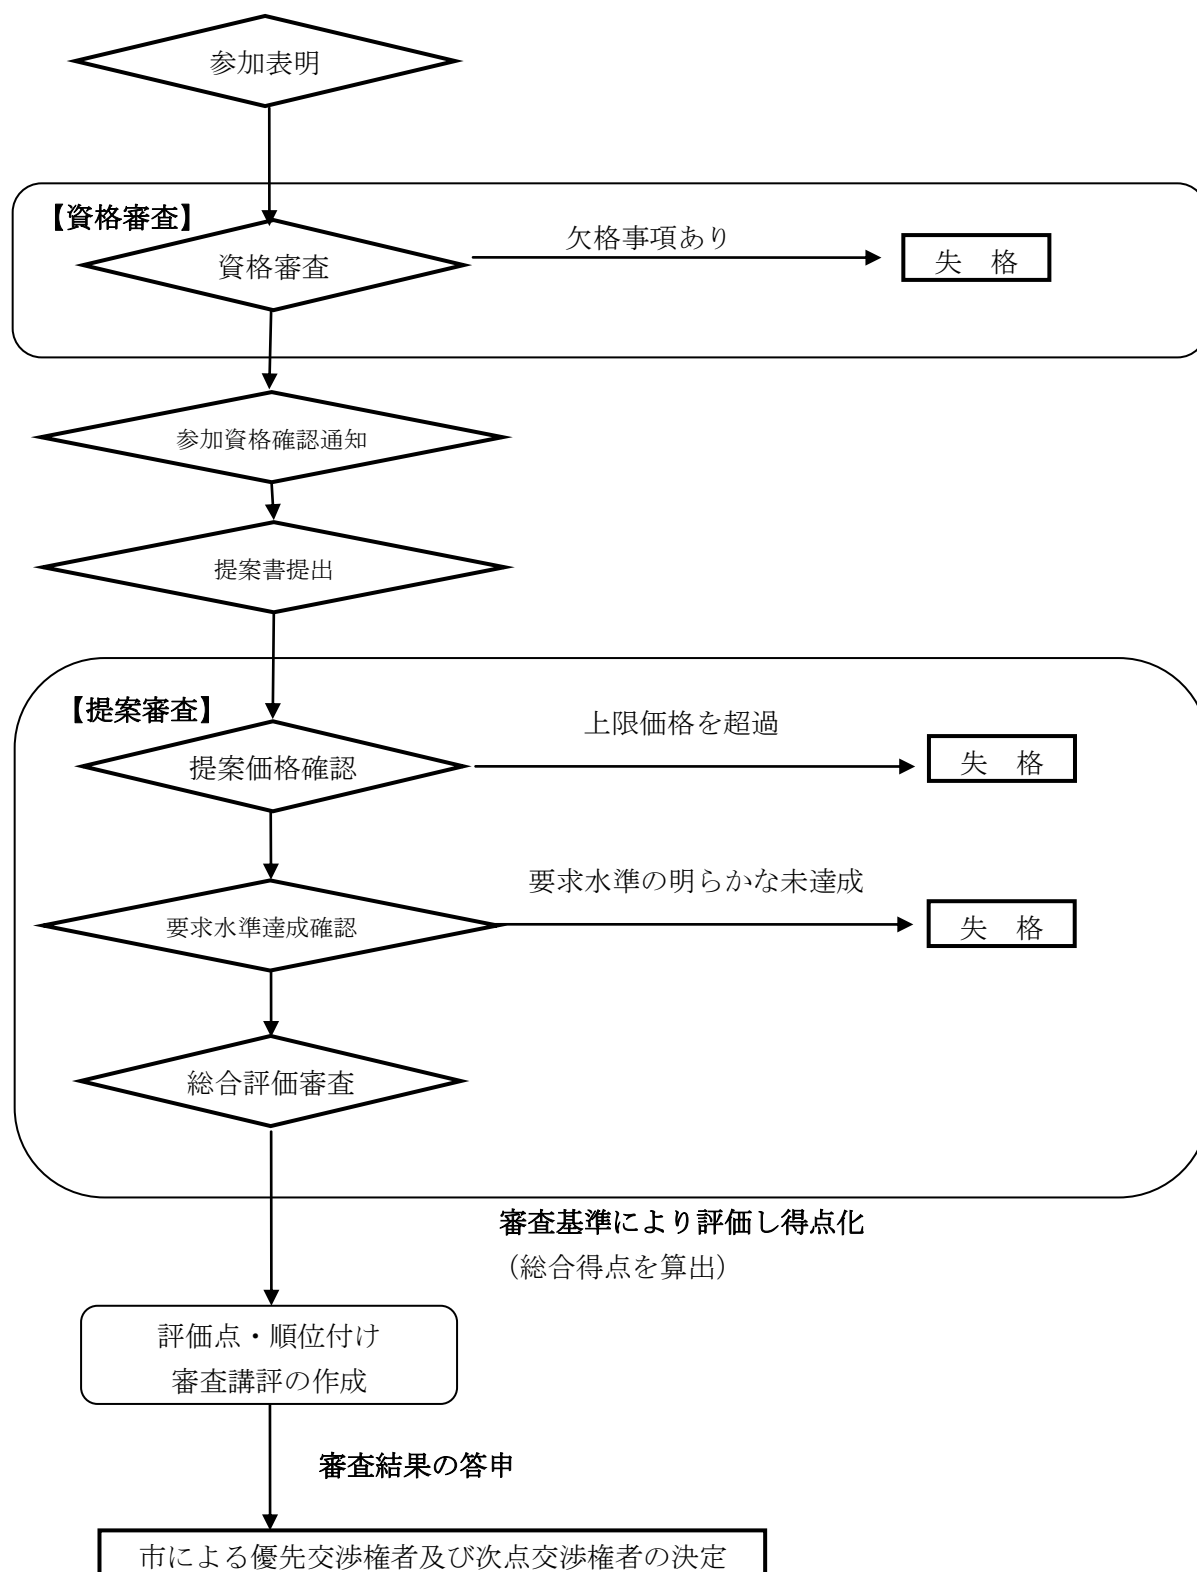 参加表明
【資格審査】
資格審査
欠格事項あり
失　格
参加資格確認通知
提案書提出
【提案審査】
提案価格確認
上限価格を超過
失　格
要求水準達成確認
要求水準の明らかな未達成
失　格
総合評価審査
審査基準により評価し得点化
（総合得点を算出）
評価点・順位付け
審査講評の作成
審査結果の答申
市による優先交渉権者及び次点交渉権者の決定